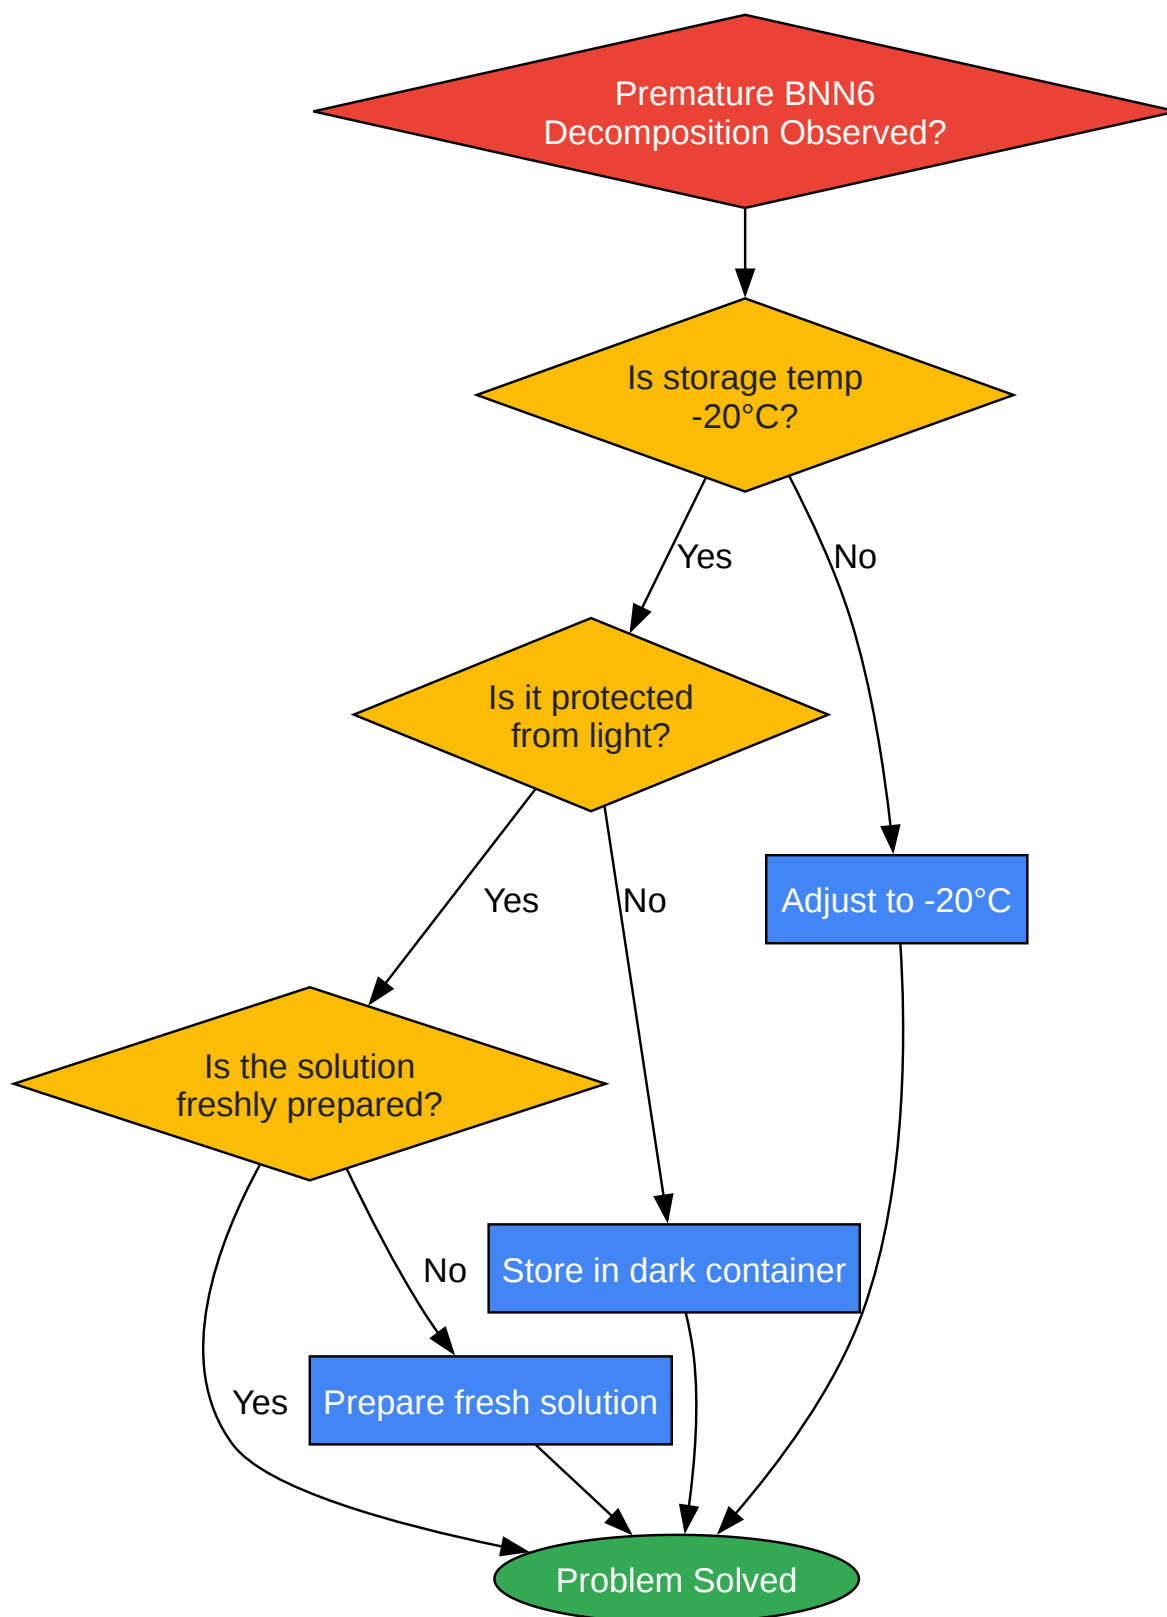 Premature BNN6
Decomposition Observed?
Is storage temp
-20°C?
Yes
No
Is it protected
from light?
Yes
No
Adjust to -20°C
Is the solution
freshly prepared?
No
Store in dark container
Yes
Prepare fresh solution
Problem Solved